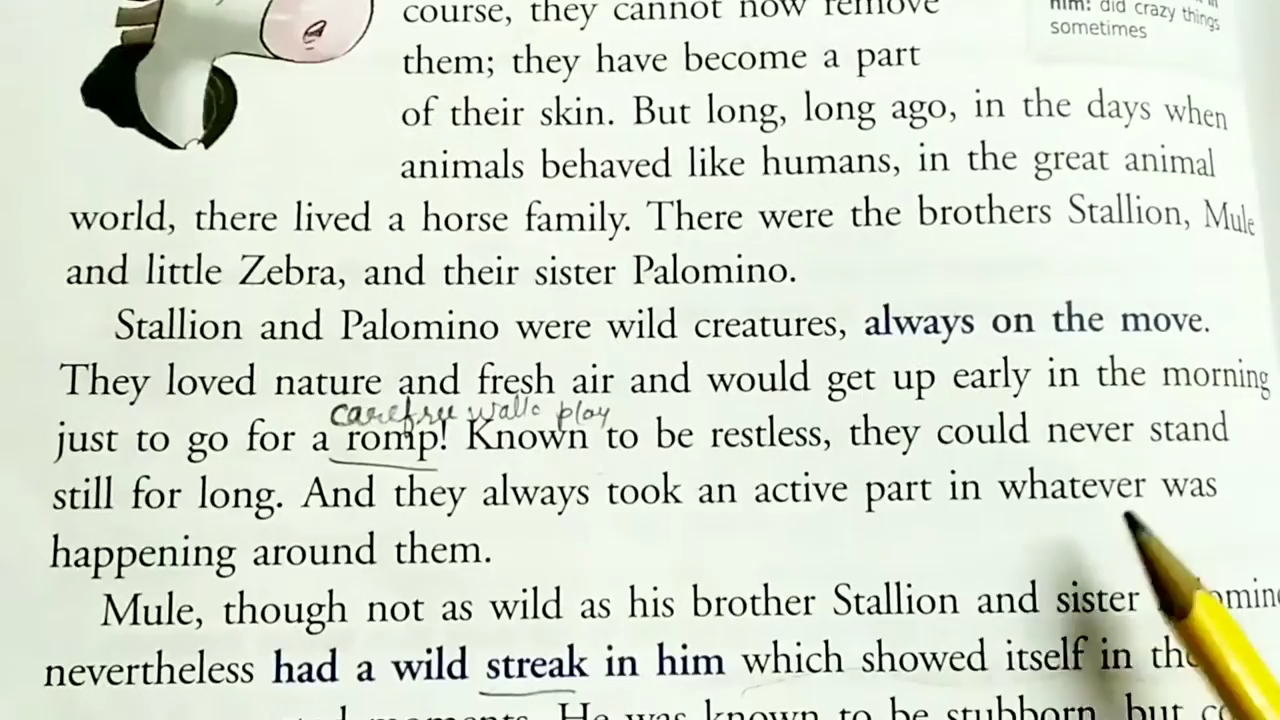 course, they cannot now remove
him: did crazy things
sometimes
them; they have become a part
of their skin. But long, long ago, in the days when
animals behaved like humans, in the great animal
world, there lived a horse family. There were the brothers Stallion, Mule
and little Zebra, and their sister Palomino.
Stallion and Palomino were wild creatures, always on the move.
They loved nature and fresh air and would get up early in the morning
carefree walk play
just to go for a romp! Known to be restless, they could never stand
still for long. And they always took an active part in whatever was
happening around them.
Mule, though not as wild as his brother Stallion and sister
nevertheless had a wild streak in him which showed itself in the
moments. He was known to be stubborn, but